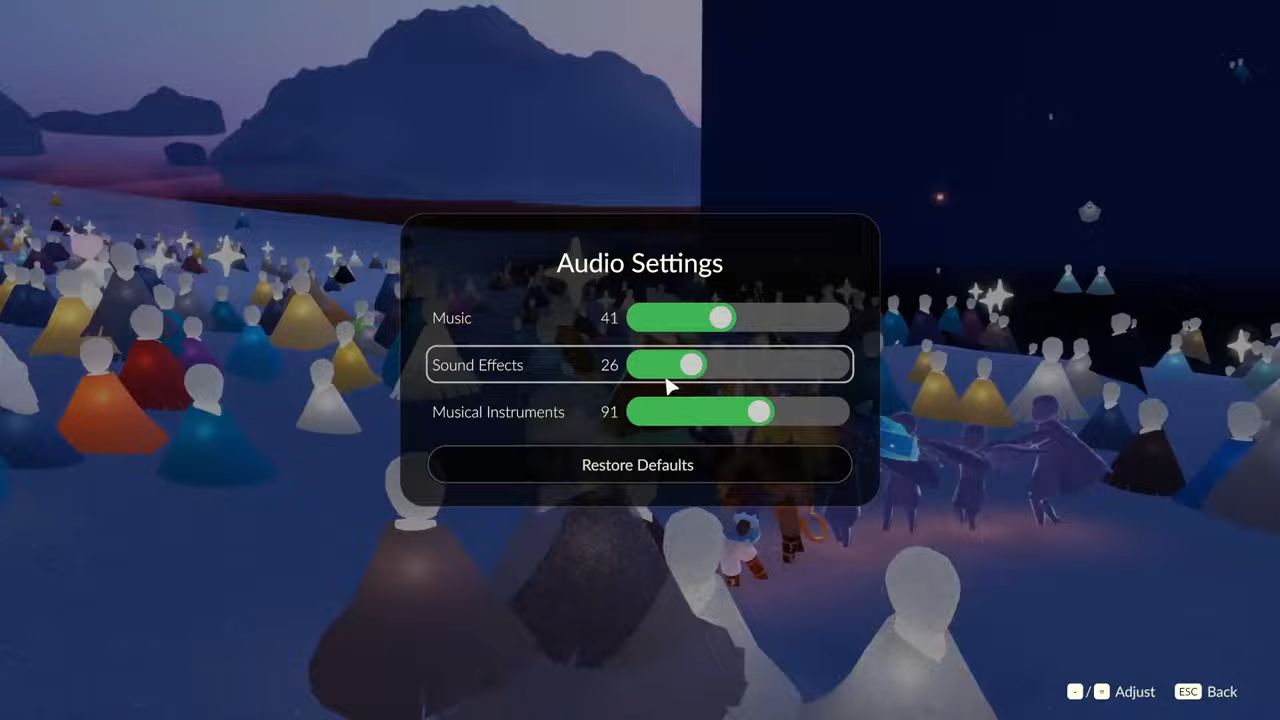 Audio Settings
Music 41
Sound Effects 26
Musical Instruments 91
Restore Defaults
- / = Adjust ESC Back